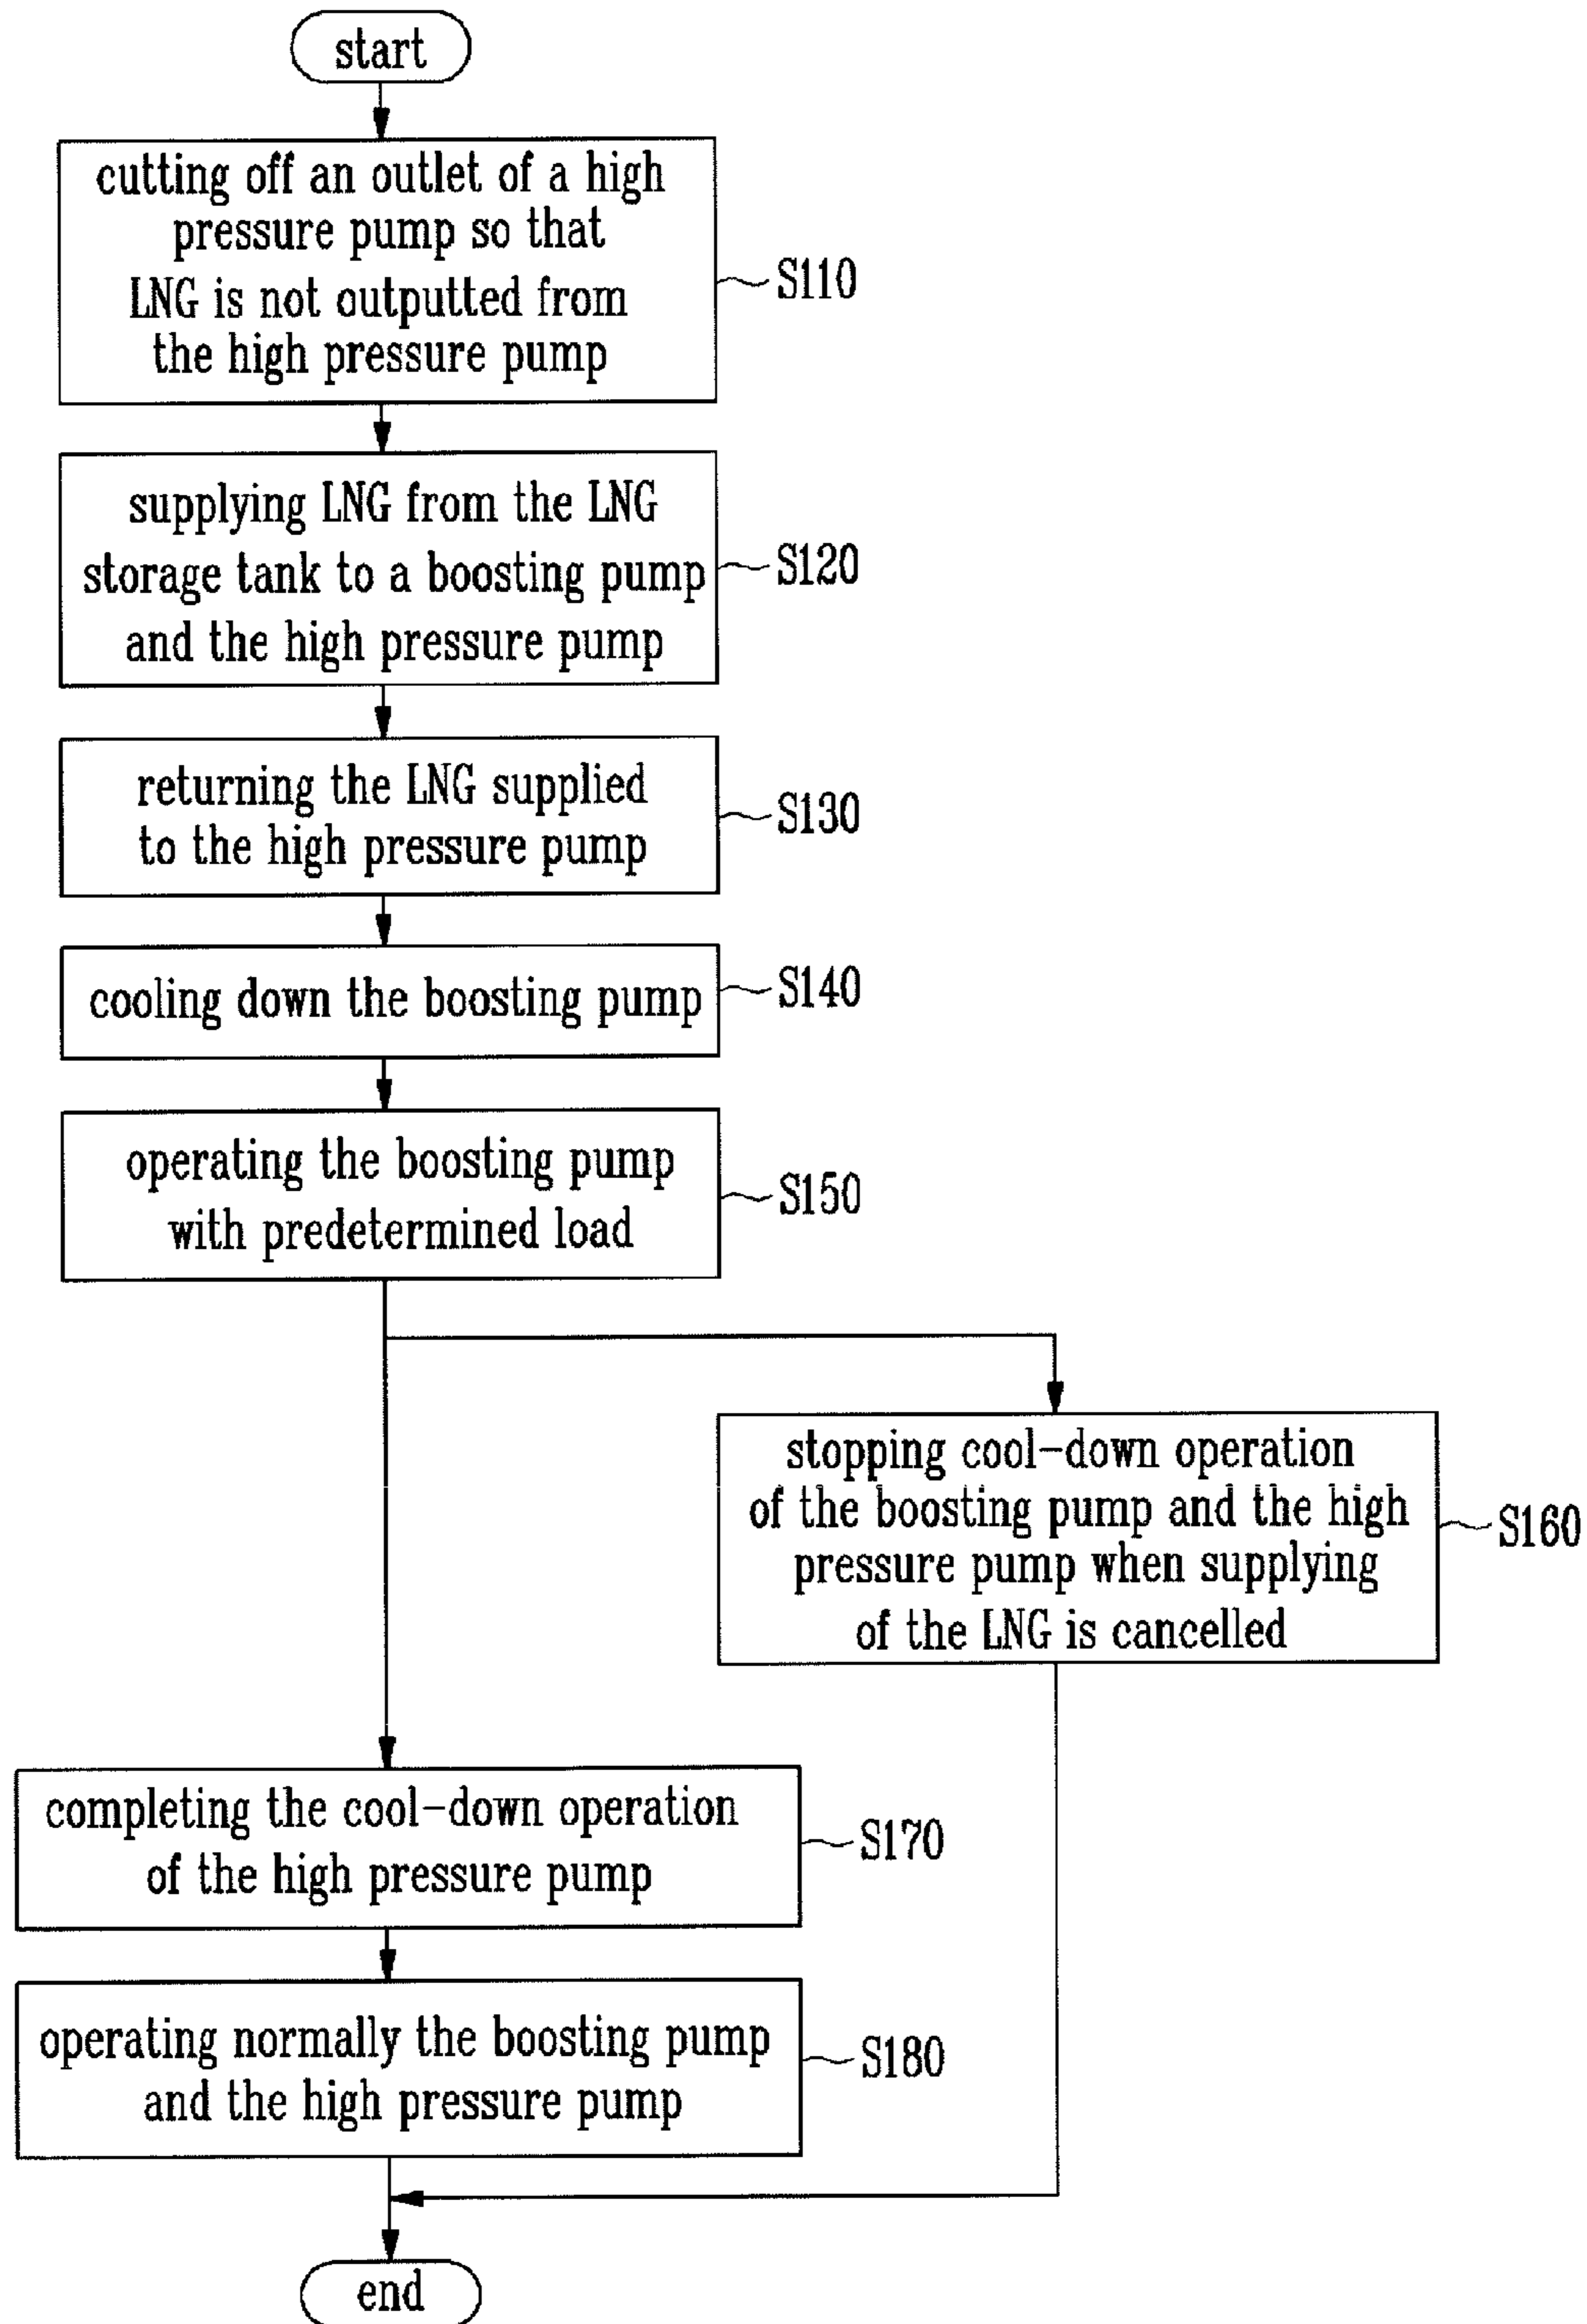 start
cutting off an outlet of a high
pressure pump so that
LNG is not outputted from
the high pressure pump
S110
supplying LNG from the LNG
storage tank to a boosting pump
and the high pressure pump
S120
returning the LNG supplied
to the high pressure pump
S130
cooling down the boosting pump
S140
operating the boosting pump
with predetermined load
S150
stopping cool-down operation
of the boosting pump and the high
pressure pump when supplying
of the LNG is cancelled
S160
completing the cool-down operation
of the high pressure pump
S170
operating normally the boosting pump
and the high pressure pump
S180
end